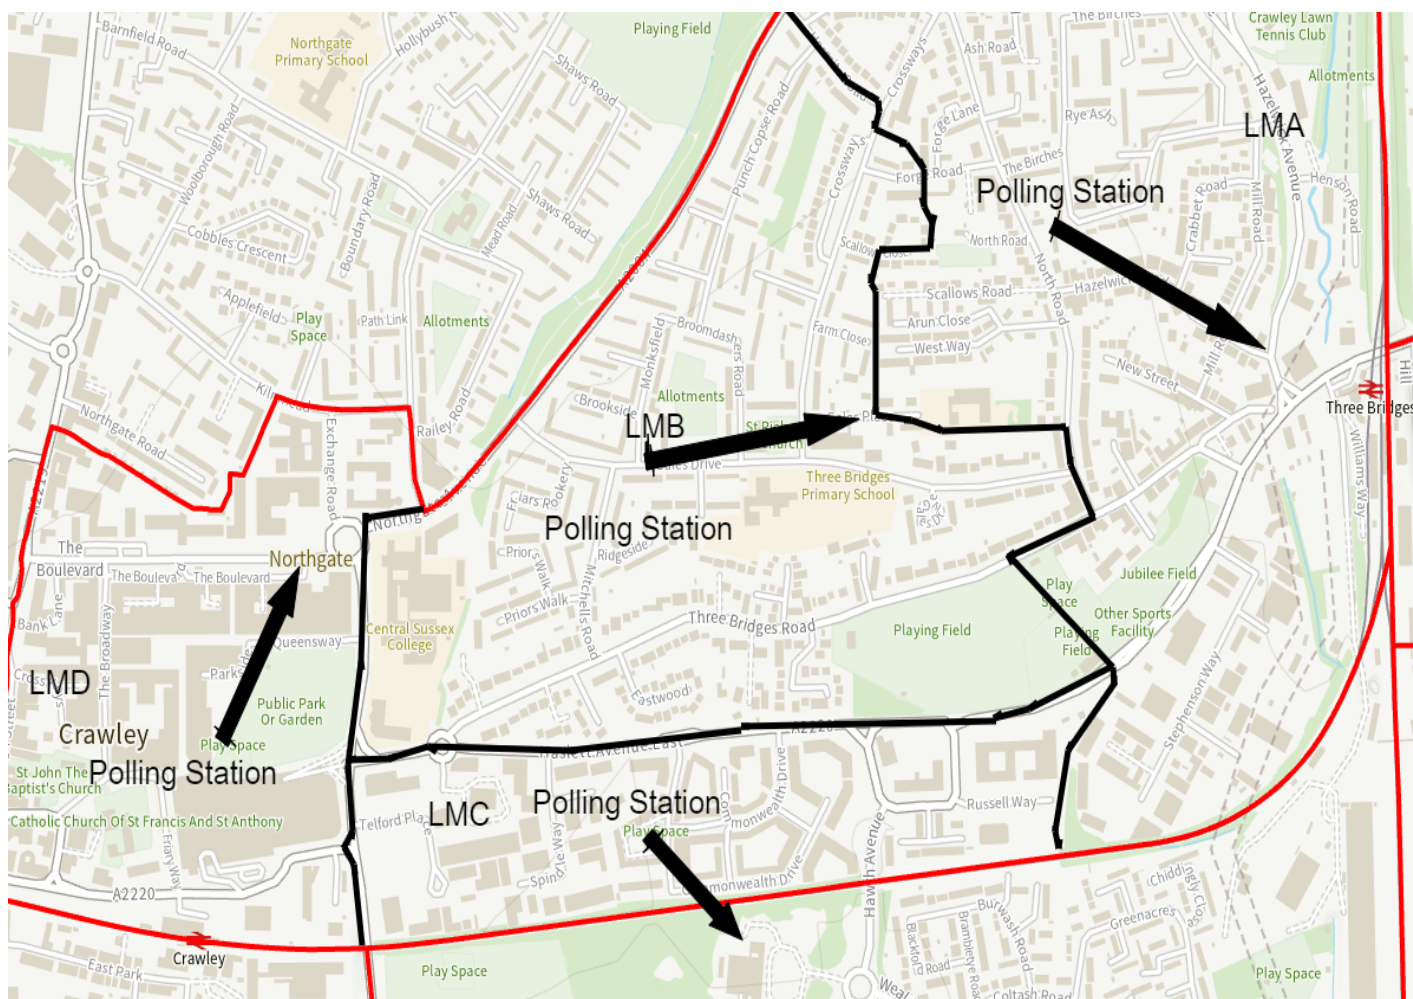 Barnfield Road
Northgate
Primary School
Hollybush
Shaws Road
Playing Field
Crossways
Ash Road
The Birches
Crawley Lawn
Tennis Club
Allotments
Woolborough Road
Punch Copse Road
Forge Lane
Rye Ash
LMA
Hazelwick Avenue
Boundary Road
Mead Road
Shaws Road
Crossways
Forge Road
The Birches
Polling Station
Crabbet Road
Mill Road
Henson Road
Cobbles Crescent
North Road
North Road
Applefield
Play
Space
Path Link
Allotments
Scallows Road
Arun Close
West Way
Farm Close
New Street
Mill
Hill
Monksfield
Broomdashers Road
Brookside
Allotments
Northgate Road
Exchange Road
Railey Road
LMB
Three Bridges
A2219
Friars Rookery
Three Bridges
Primary School
Williams Way
Polling Station
The
Boulevard
The Boulevard
The Boulevard
Northgate
Priors Walk
Ridgeside
Mitchells Road
Priors Walk
Jubilee Field
Play
Space
Other Sports
Facility
Playing
Field
Playing Field
Three Bridges Road
Bank Lane
The Broadway
Queensway
Central Sussex
College
LMD
Public Park
Or Garden
Eastwood
Stephenson Way
Crawley
Play Space
Polling Station
St John The
Baptist's Church
Haslett Avenue East
A2220
Polling Station
LMC
Telford Place
Play Space
Commonwealth Drive
Russell Way
Catholic Church Of St Francis And St Anthony
Friary Way
Commonwealth Drive
Haworth Avenue
A2220
Crawley
East Park
Play Space
Burwash Road
Greenacres
Chiddingly Close
Blackfold Road
Brambletye Road
Coltash Road
Play Space